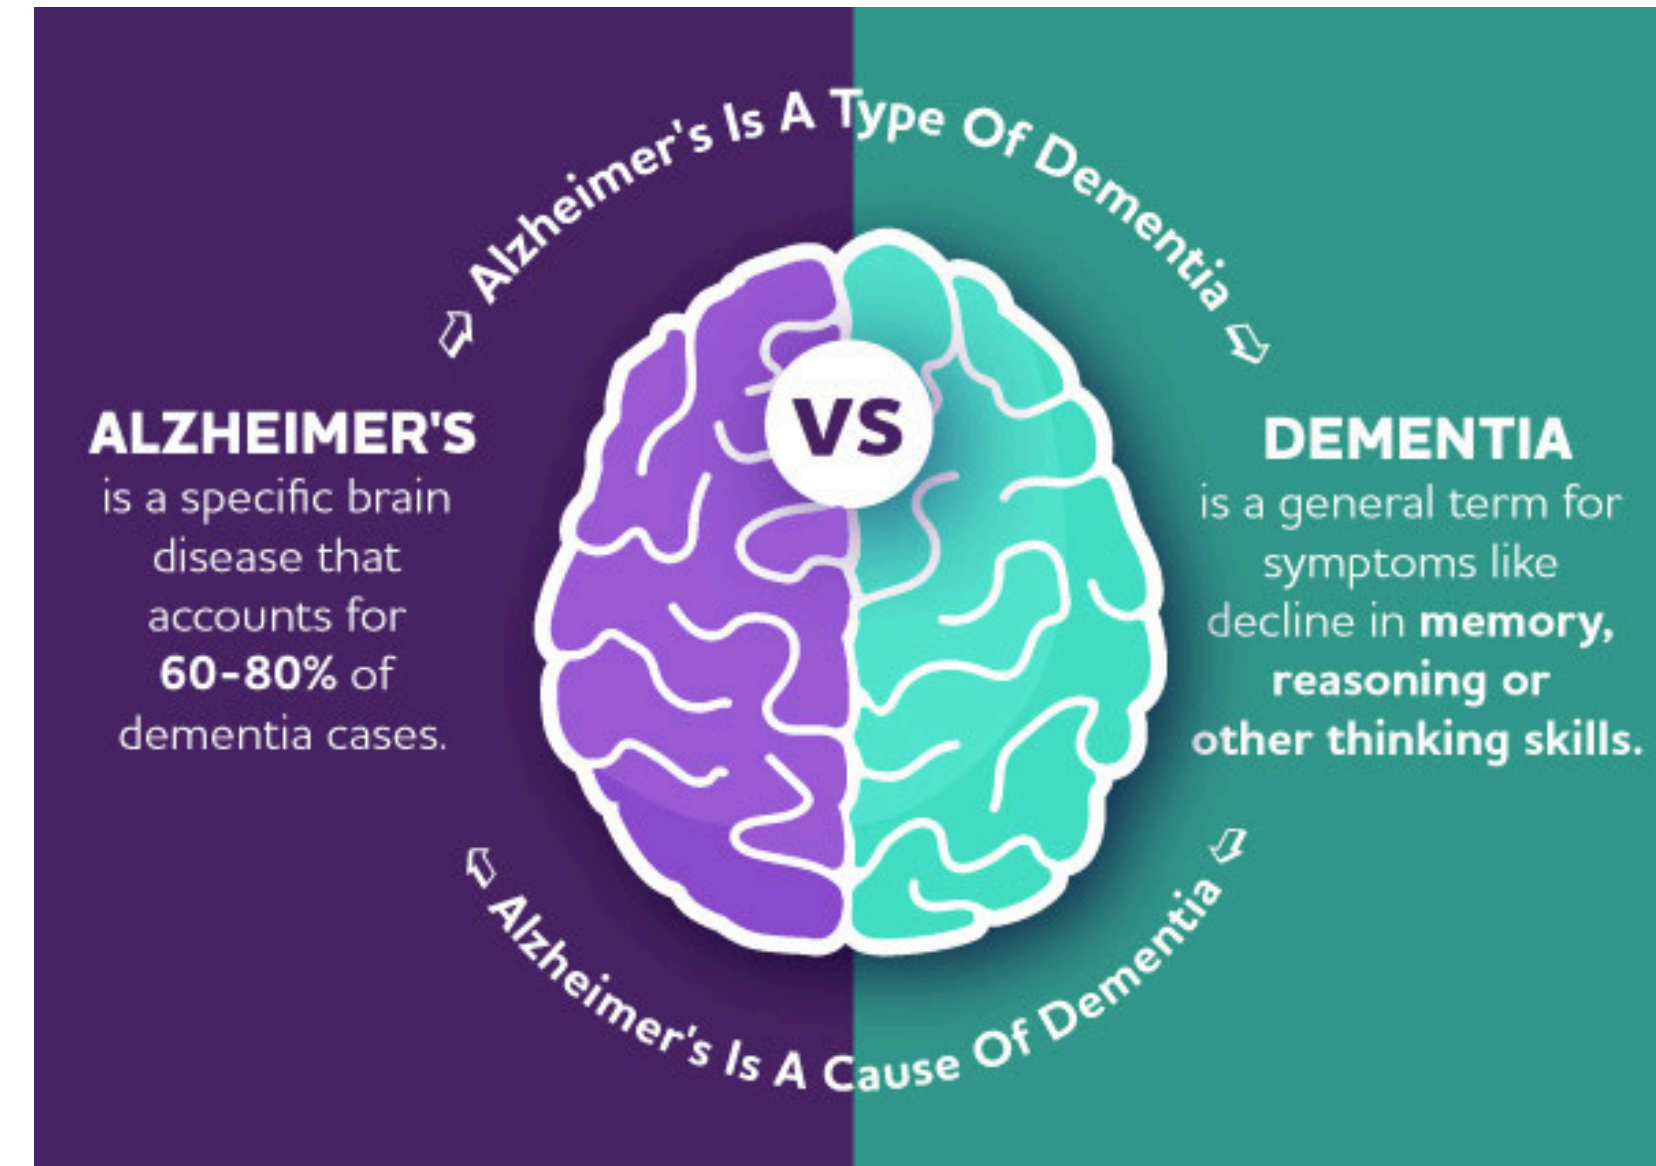 Alzheimer's Is A Type Of Dementia
ALZHEIMER'S
is a specific brain
disease that
accounts for
60-80% of
dementia cases.
VS
DEMENTIA
is a general term for
symptoms like
decline in memory,
reasoning or
other thinking skills.
Alzheimer's Is A Cause Of Dementia